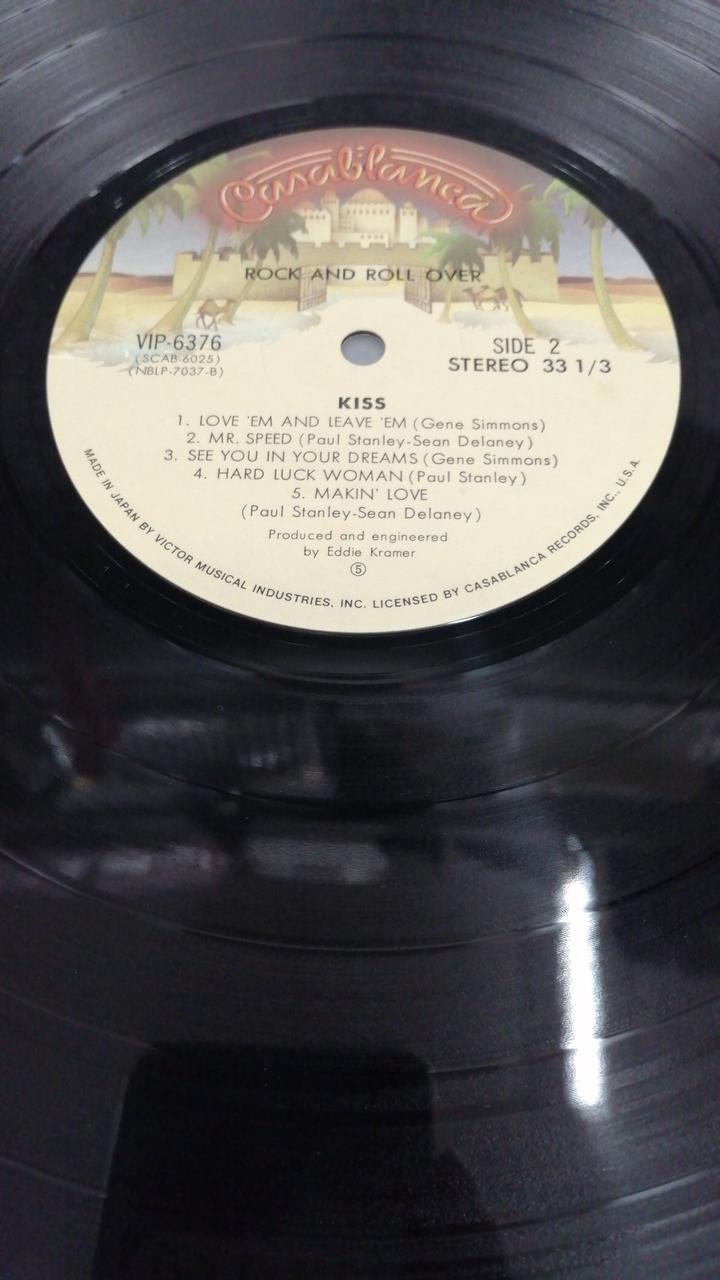 Casablanca
ROCK AND ROLL OVER
VIP-6376
(SCAB-6025)
(NBLP-7037-B)
SIDE 2
STEREO 33 1/3
KISS
1. LOVE 'EM AND LEAVE 'EM (Gene Simmons)
2. MR. SPEED (Paul Stanley-Sean Delaney)
3. SEE YOU IN YOUR DREAMS (Gene Simmons)
4. HARD LUCK WOMAN (Paul Stanley)
5. MAKIN' LOVE
(Paul Stanley-Sean Delaney)
Produced and engineered
by Eddie Kramer
⑤
MADE IN JAPAN BY VICTOR MUSICAL INDUSTRIES, INC. LICENSED BY CASABLANCA RECORDS, INC., U.S.A.